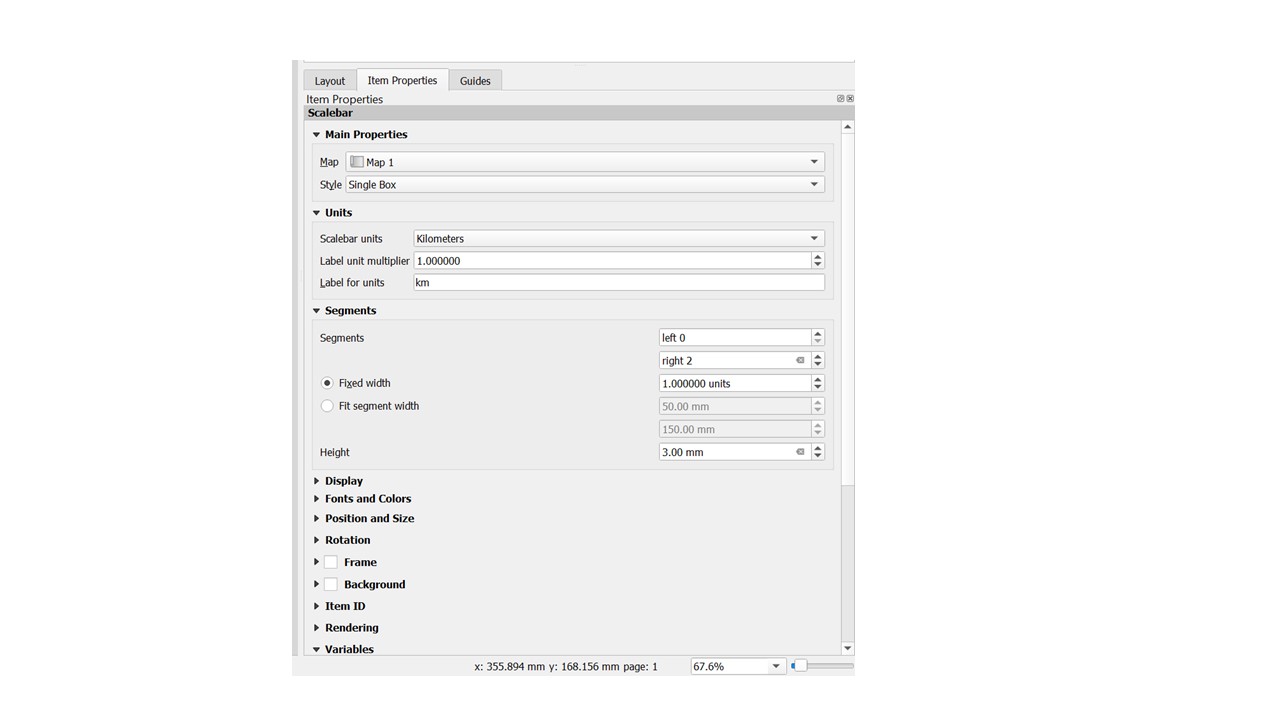 Layout Item Properties Guides
Item Properties
Scalebar
Main Properties
Map Map 1
Style Single Box
Units
Scalebar units Kilometers
Label unit multiplier 1.000000
Label for units km
Segments
Segments left 0
right 2
Fixed width 1.000000 units
Fit segment width 50.00 mm
150.00 mm
Height 3.00 mm
Display
Fonts and Colors
Position and Size
Rotation
Frame
Background
Item ID
Rendering
Variables
x: 355.894 mm y: 168.156 mm page: 1 67.6%